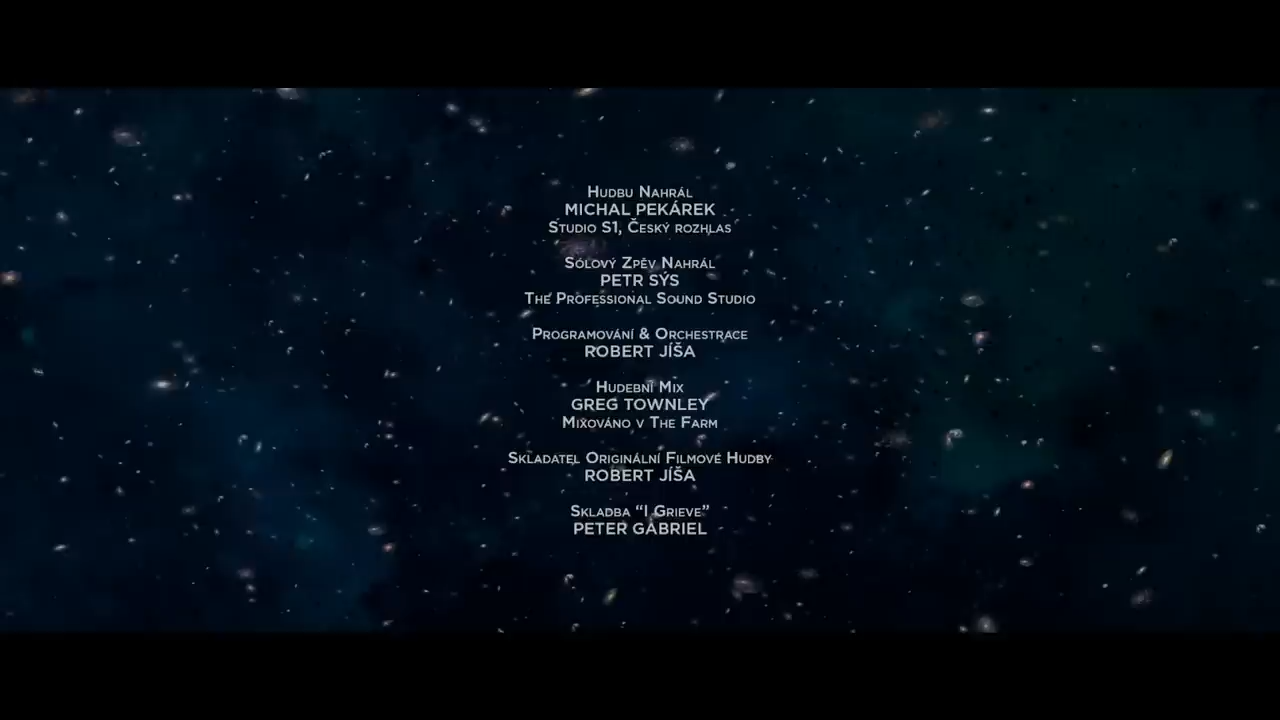 Hudbu Nahrál
MICHAL PEKÁREK
Studio S1, Český rozhlas
Sólový Zpěv Nahrál
PETR SÝS
The Professional Sound Studio
Programování & Orchestrace
ROBERT JÍŠA
Hudební Mix
GREG TOWNLEY
Mixováno v The Farm
Skladatel Originální Filmové Hudby
ROBERT JÍŠA
Skladba “I Grieve”
PETER GABRIEL